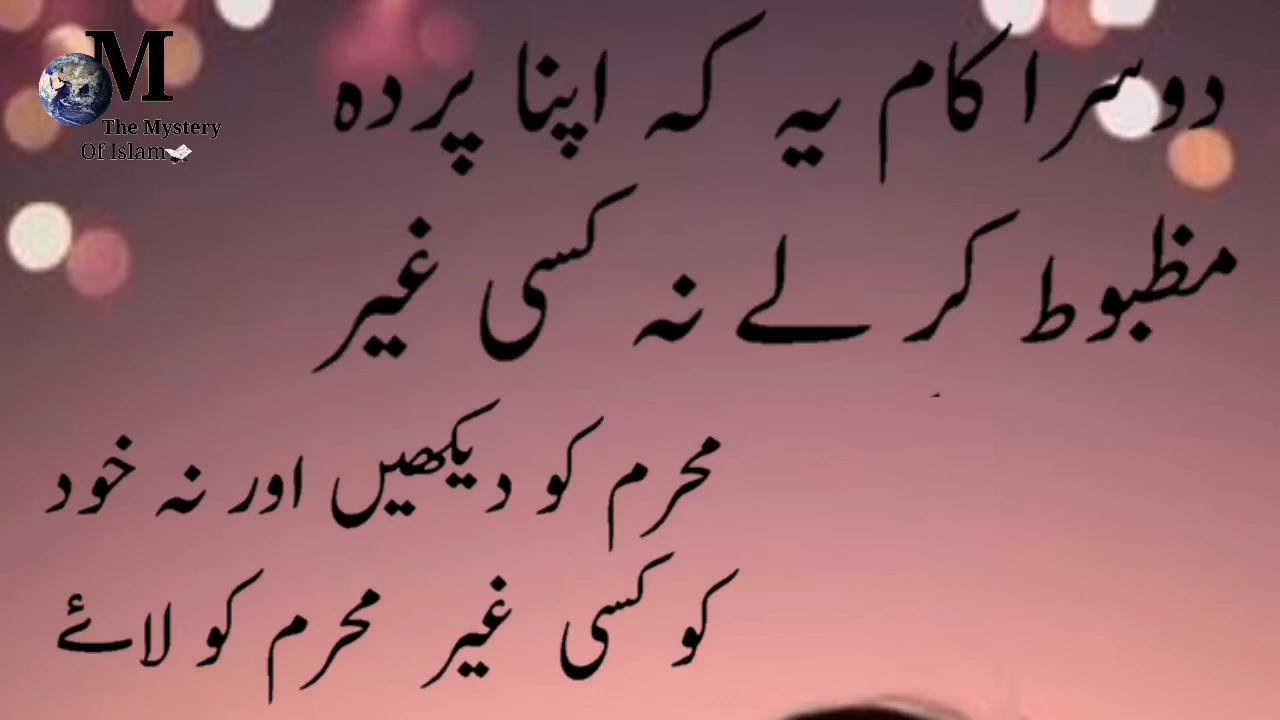 M
The Mystery
Of Islam
دوسرا کام یہ کہ اپنا پردہ
مظبوط کر لے نہ کسی غیر
محرم کو دیکھیں اور نہ خود
کو کسی غیر محرم کو لائے